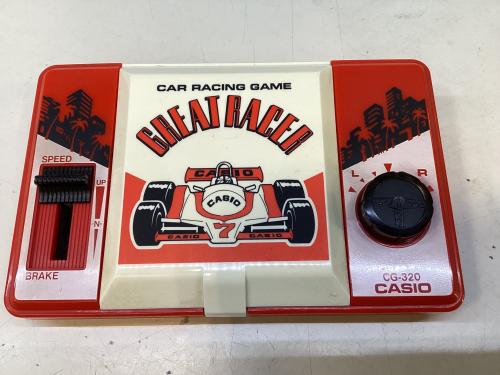 CAR RACING GAME
GREAT RACER
CASIO
CASIO
7
CASIO CASIO
SPEED
UP
-N-
BRAKE
L R
CG-320
CASIO